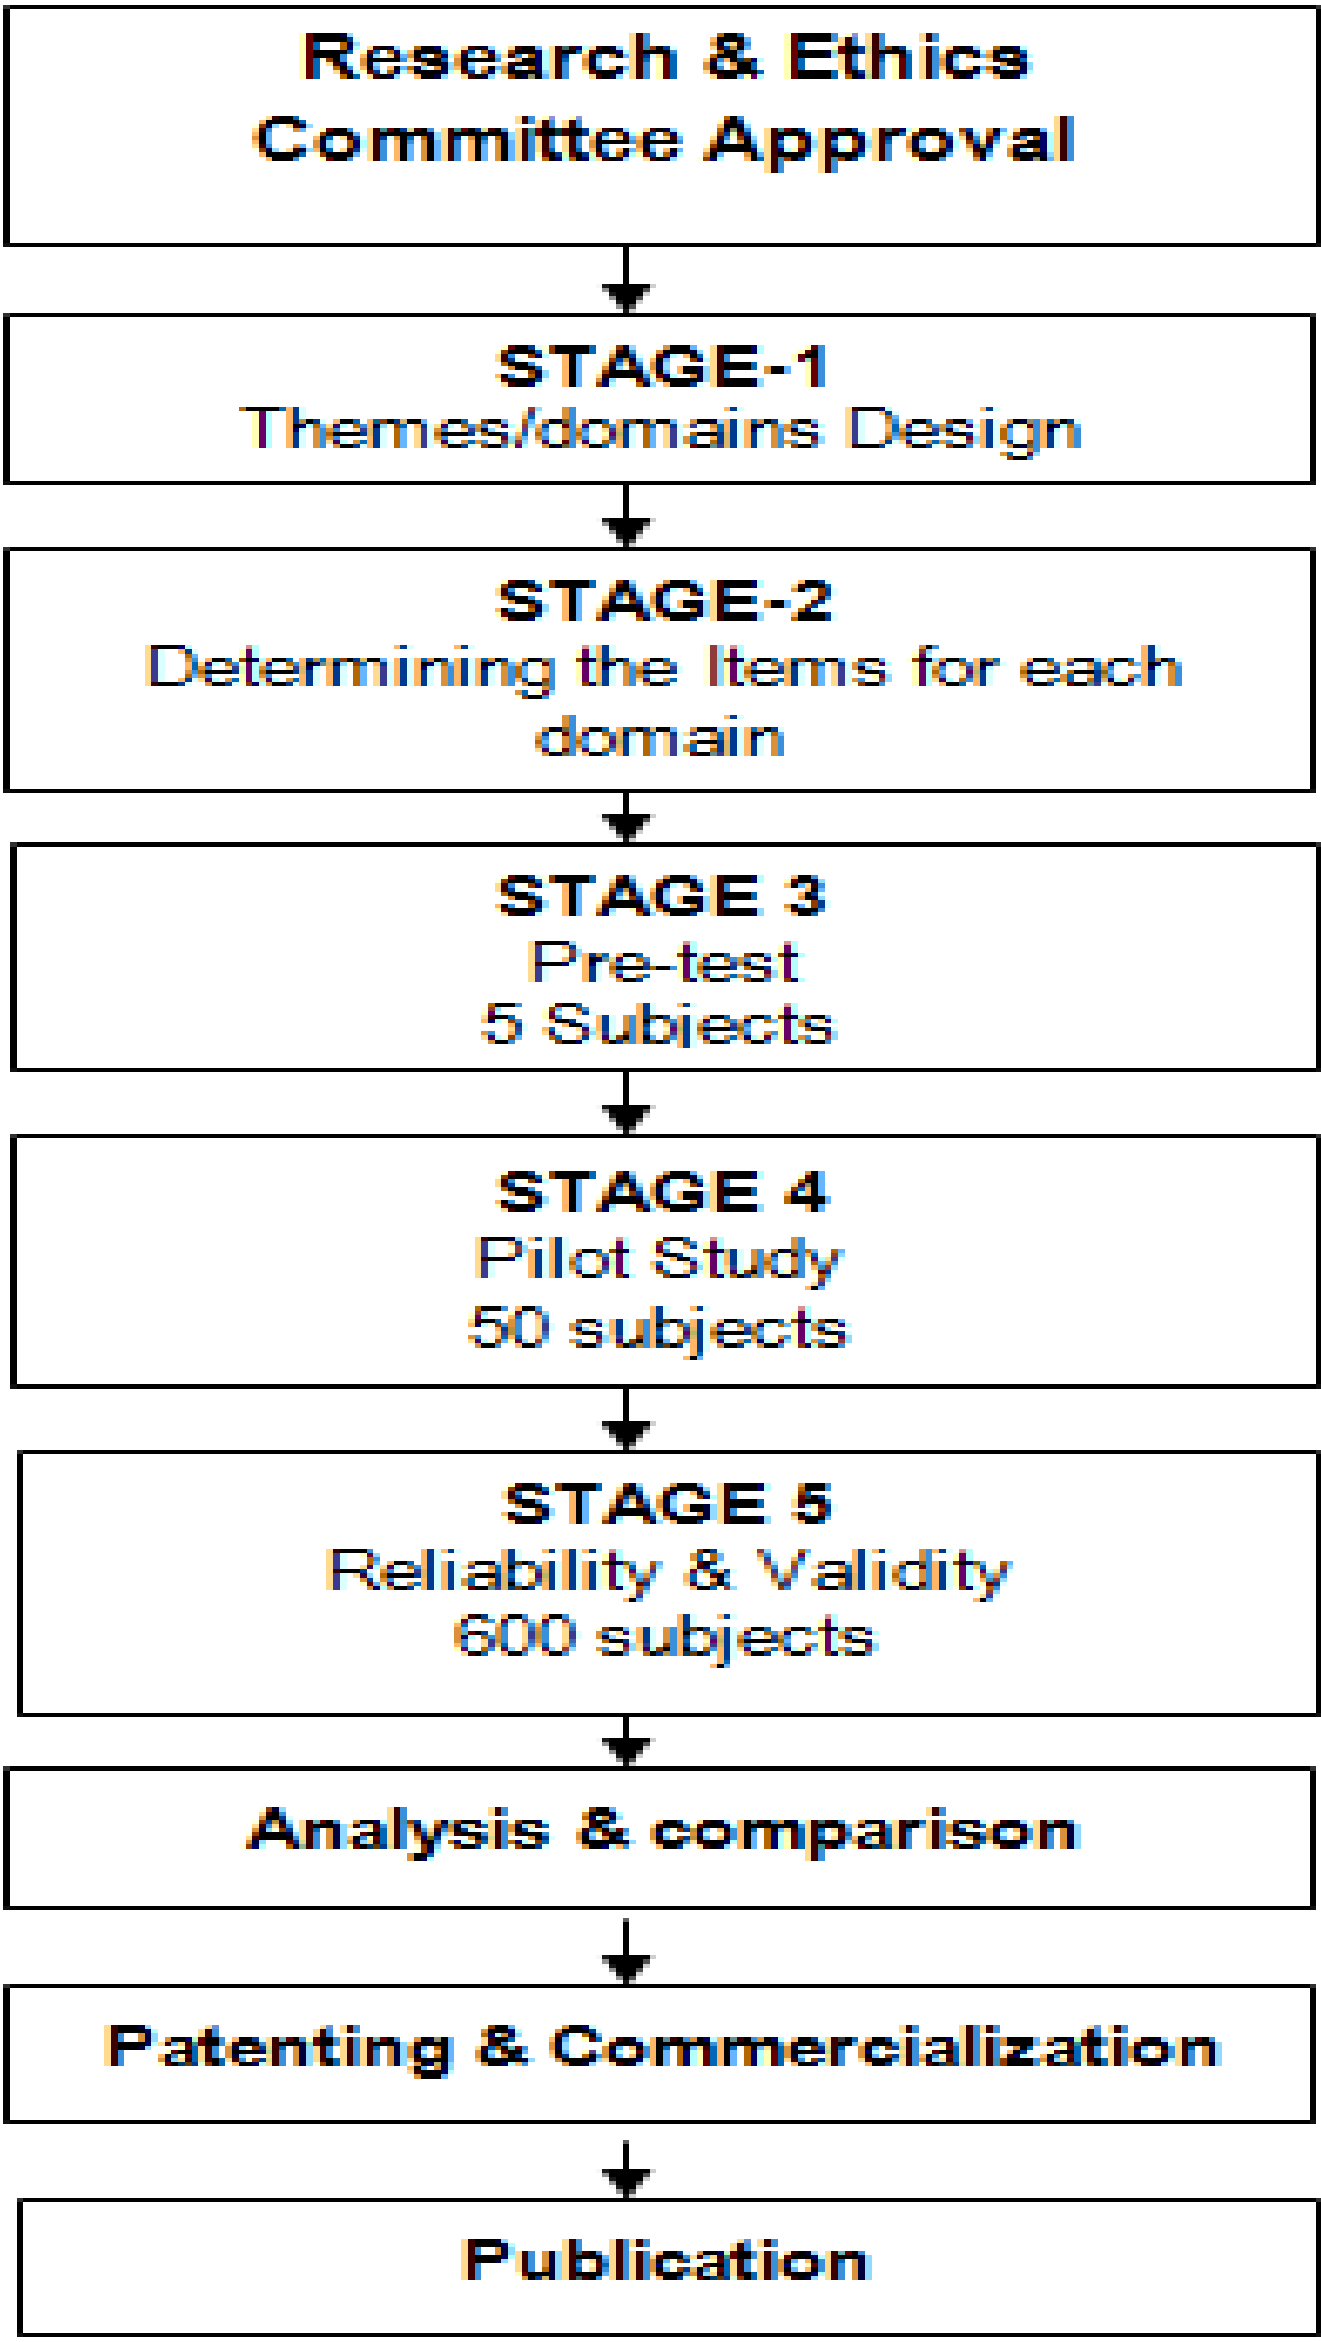 Research & Ethics
Committee Approval
STAGE-1
Themes/domains Design
STAGE-2
Determining the Items for each
domain
STAGE 3
Pre-test
5 Subjects
STAGE 4
Pilot Study
50 subjects
STAGE 5
Reliability & Validity
600 subjects
Analysis & comparison
Patenting & Commercialization
Publication